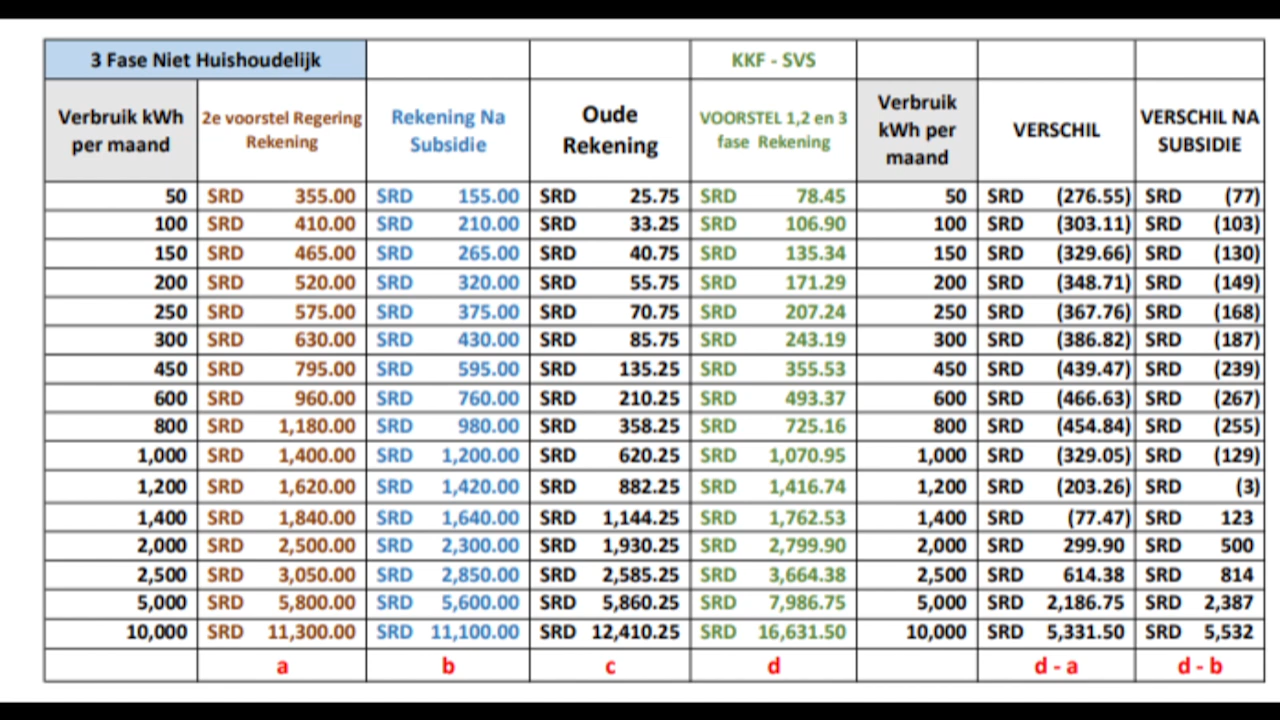 3 Fase Niet Huishoudelijk KKF - SVS
Verbruik kWh per maand 2e voorstel Regering Rekening Rekening Na Subsidie Oude Rekening VOORSTEL 1,2 en 3 fase Rekening Verbruik kWh per maand VERSCHIL VERSCHIL NA SUBSIDIE
50 SRD 355.00 SRD 155.00 SRD 25.75 SRD 78.45 50 SRD (276.55) SRD (77)
100 SRD 410.00 SRD 210.00 SRD 33.25 SRD 106.90 100 SRD (303.11) SRD (103)
150 SRD 465.00 SRD 265.00 SRD 40.75 SRD 135.34 150 SRD (329.66) SRD (130)
200 SRD 520.00 SRD 320.00 SRD 55.75 SRD 171.29 200 SRD (348.71) SRD (149)
250 SRD 575.00 SRD 375.00 SRD 70.75 SRD 207.24 250 SRD (367.76) SRD (168)
300 SRD 630.00 SRD 430.00 SRD 85.75 SRD 243.19 300 SRD (386.82) SRD (187)
450 SRD 795.00 SRD 595.00 SRD 135.25 SRD 355.53 450 SRD (439.47) SRD (239)
600 SRD 960.00 SRD 760.00 SRD 210.25 SRD 493.37 600 SRD (466.63) SRD (267)
800 SRD 1,180.00 SRD 980.00 SRD 358.25 SRD 725.16 800 SRD (454.84) SRD (255)
1,000 SRD 1,400.00 SRD 1,200.00 SRD 620.25 SRD 1,070.95 1,000 SRD (329.05) SRD (129)
1,200 SRD 1,620.00 SRD 1,420.00 SRD 882.25 SRD 1,416.74 1,200 SRD (203.26) SRD (3)
1,400 SRD 1,840.00 SRD 1,640.00 SRD 1,144.25 SRD 1,762.53 1,400 SRD (77.47) SRD 123
2,000 SRD 2,500.00 SRD 2,300.00 SRD 1,930.25 SRD 2,799.90 2,000 SRD 299.90 SRD 500
2,500 SRD 3,050.00 SRD 2,850.00 SRD 2,585.25 SRD 3,664.38 2,500 SRD 614.38 SRD 814
5,000 SRD 5,800.00 SRD 5,600.00 SRD 5,860.25 SRD 7,986.75 5,000 SRD 2,186.75 SRD 2,387
10,000 SRD 11,300.00 SRD 11,100.00 SRD 12,410.25 SRD 16,631.50 10,000 SRD 5,331.50 SRD 5,532
a b c d d - a d - b